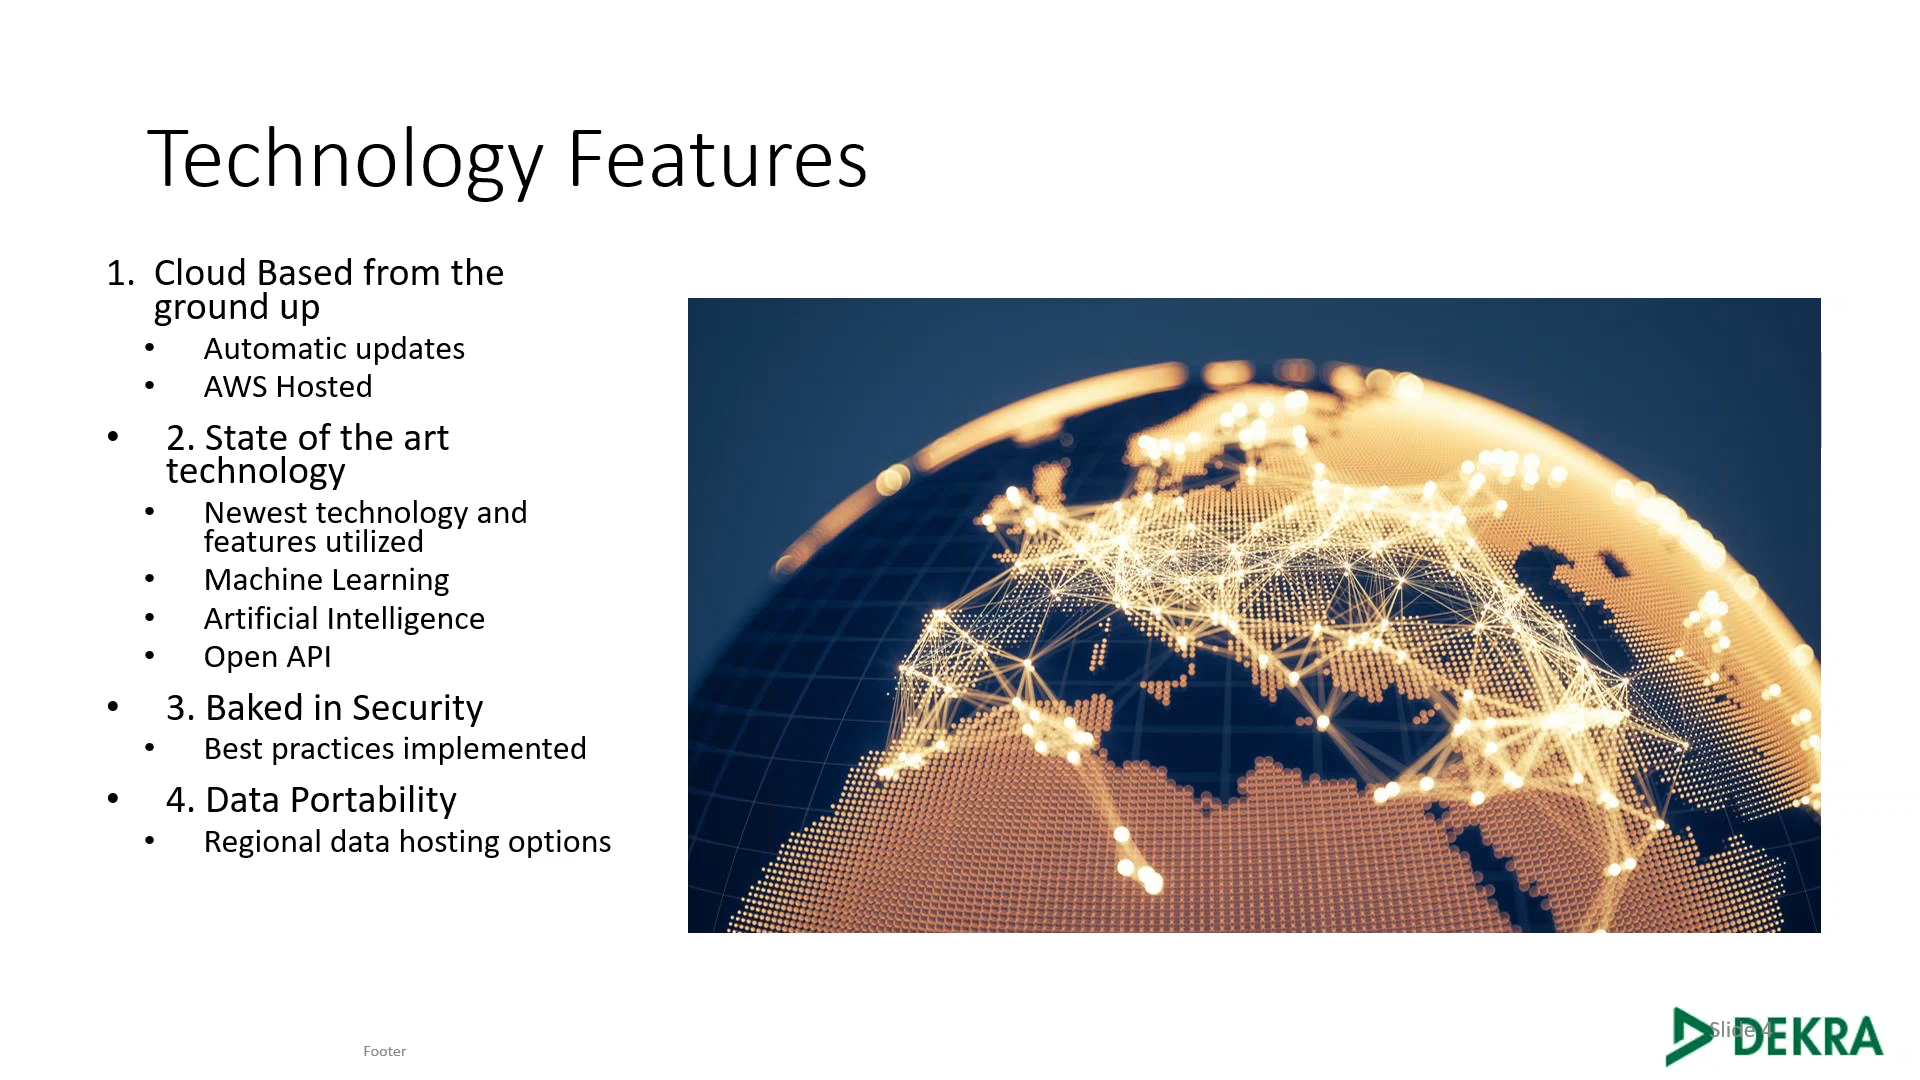 Technology Features
1. Cloud Based from the
ground up
• Automatic updates
• AWS Hosted
• 2. State of the art
technology
• Newest technology and
features utilized
• Machine Learning
• Artificial Intelligence
• Open API
• 3. Baked in Security
• Best practices implemented
• 4. Data Portability
• Regional data hosting options
Footer
Slide 4
DEKRA